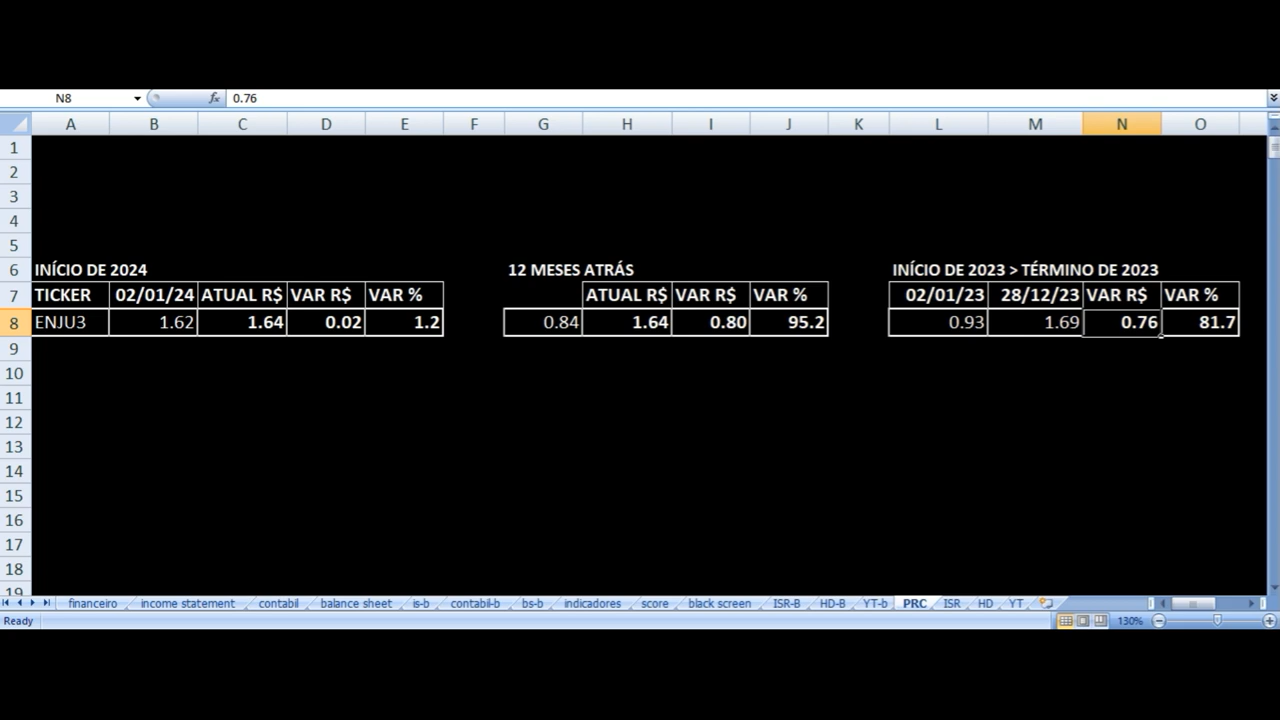 N8 fx 0.76
A B C D E F G H I J K L M N O
1
2
3
4
5
6 INÍCIO DE 2024 12 MESES ATRÁS INÍCIO DE 2023 > TÉRMINO DE 2023
7 TICKER 02/01/24 ATUAL R$ VAR R$ VAR % ATUAL R$ VAR R$ VAR % 02/01/23 28/12/23 VAR R$ VAR %
8 ENJU3 1.62 1.64 0.02 1.2 0.84 1.64 0.80 95.2 0.93 1.69 0.76 81.7
9
10
11
12
13
14
15
16
17
18
19
financeiro income statement contabil balance sheet is-b contabil-b bs-b indicadores score black screen ISR-B HD-B YT-b PRC ISR HD YT
Ready 130%